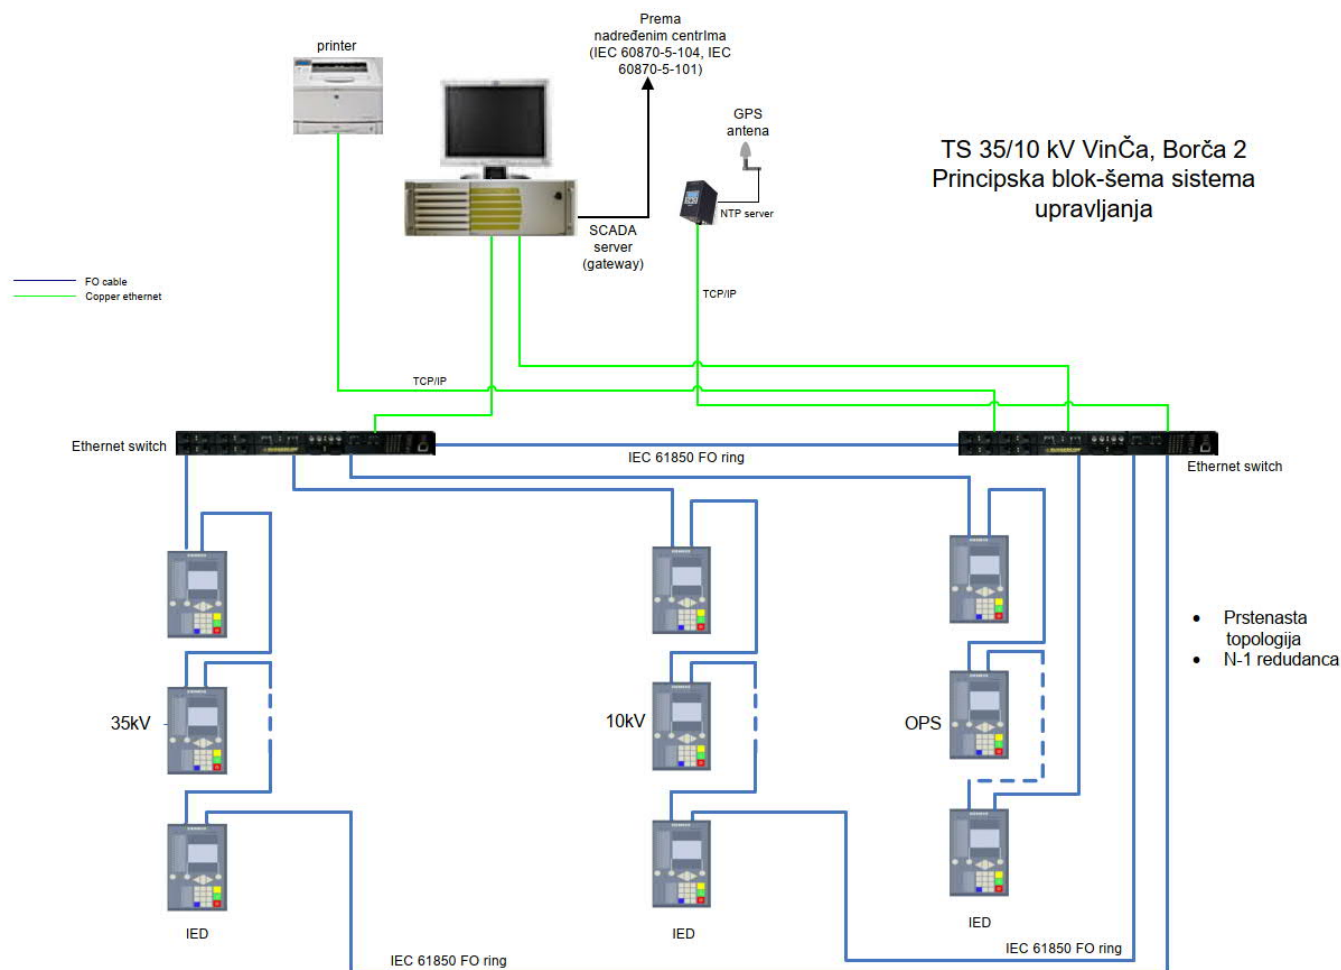 Prema
nadređenim centrIma
(IEC 60870-5-104, IEC
60870-5-101)
printer
GPS
antena
TS 35/10 kV VinČa, Borča 2
Principska blok-šema sistema
upravljanja
NTP server
SCADA
server
(gateway)
FO cable
Copper ethernet
TCP/IP
TCP/IP
Ethernet switch
IEC 61850 FO ring
Ethernet switch
• Prstenasta
topologija
• N-1 redudanca
35kV
10kV
OPS
IED
IED
IED
IEC 61850 FO ring
IEC 61850 FO ring